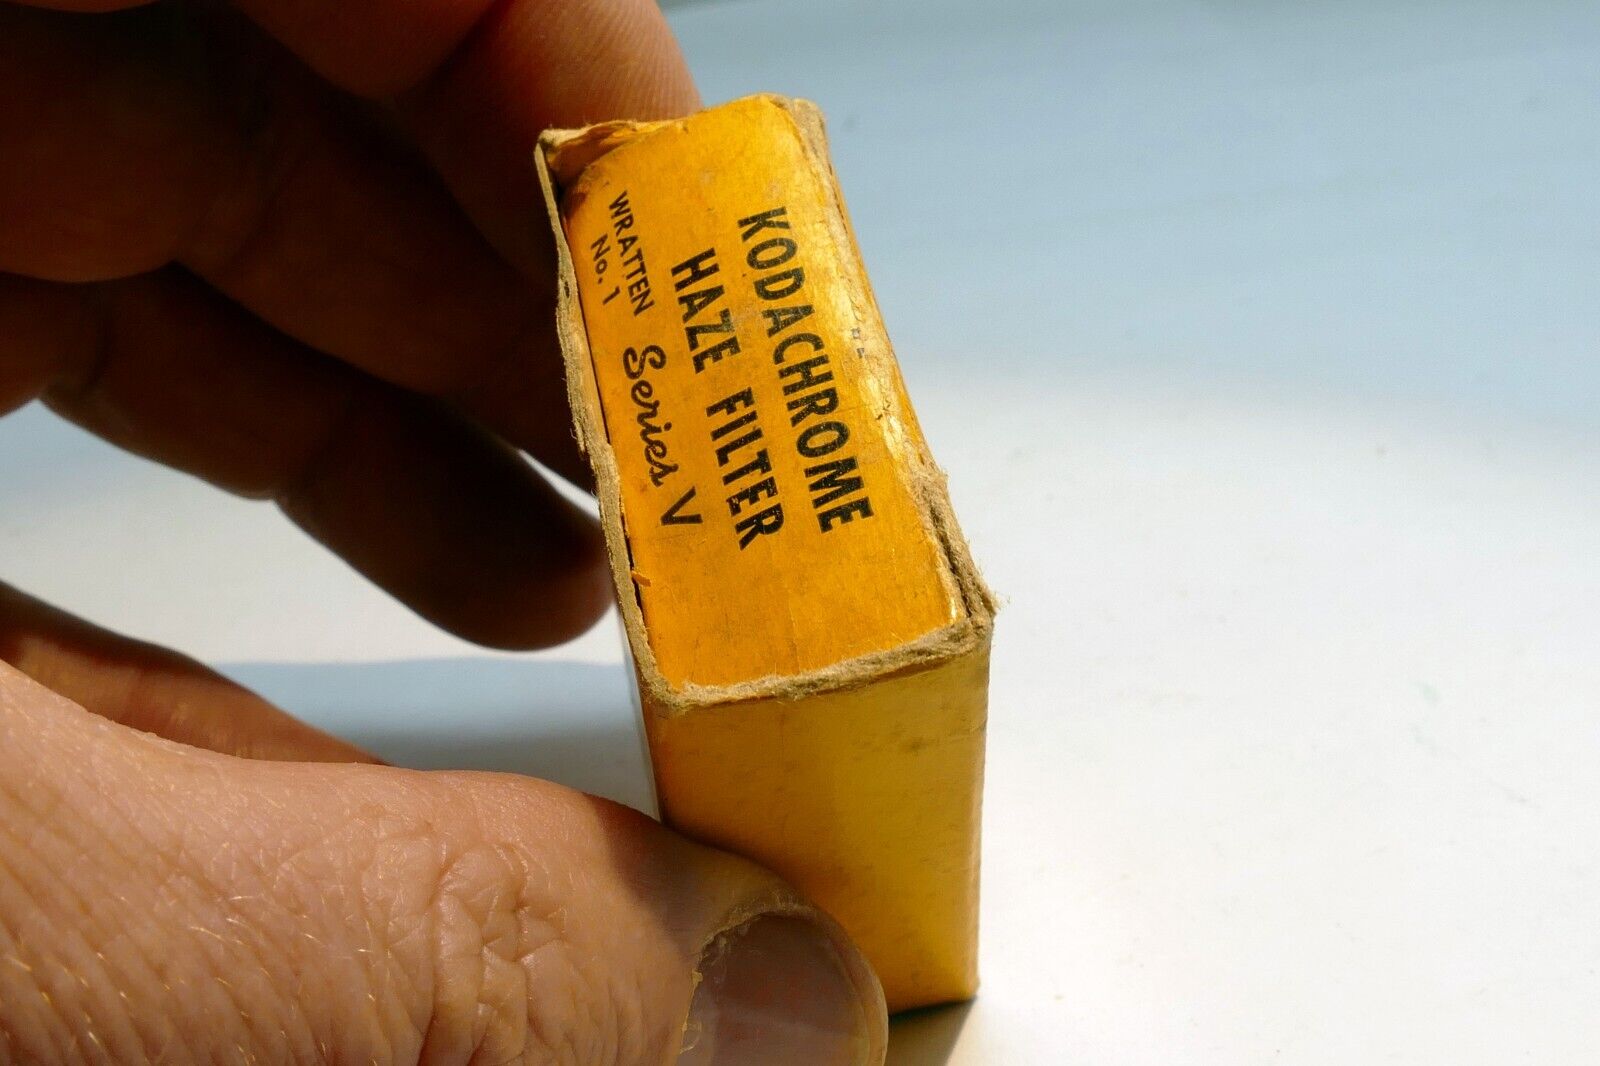 KODACHROME
HAZE FILTER
WRATTEN
No. 1
Series V